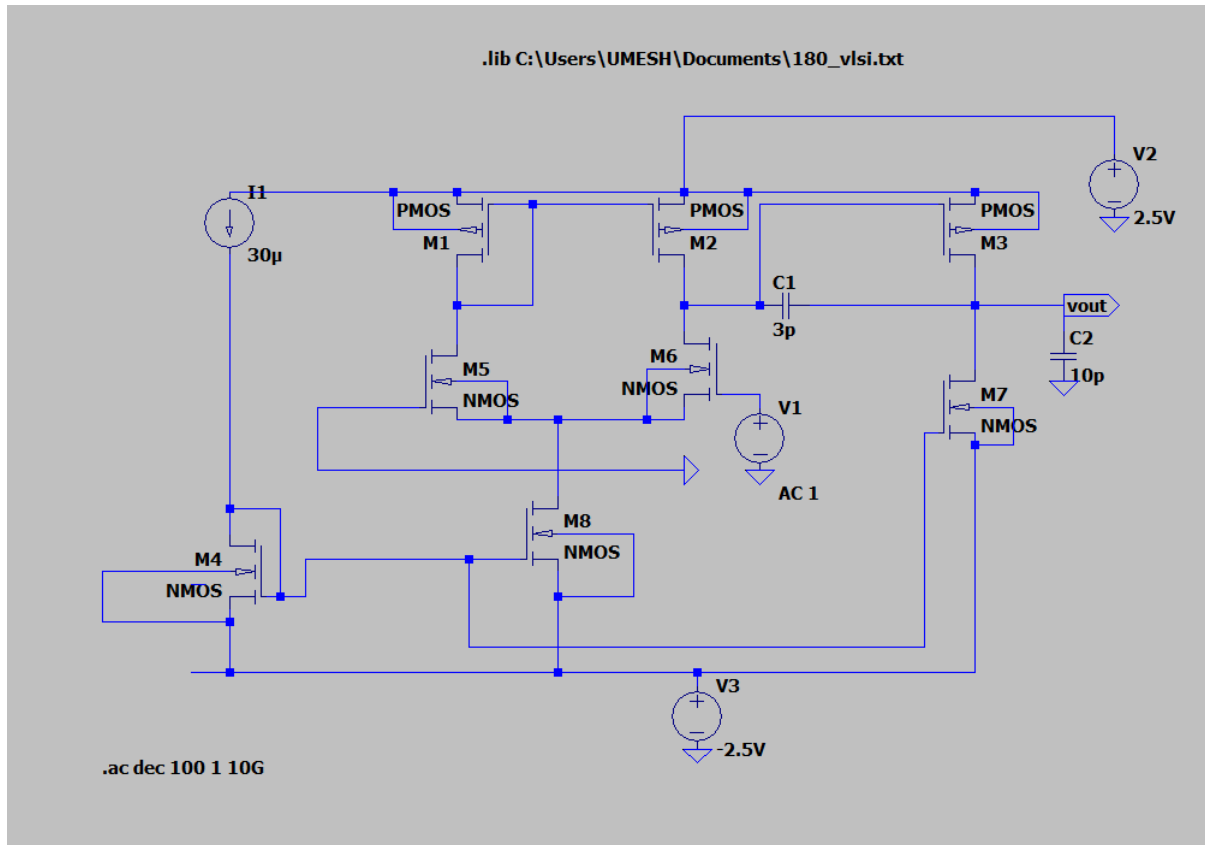 .lib C:\Users\UMESH\Documents\180_vlsi.txt
V2
2.5V
I1
30µ
PMOS
M1
PMOS
M2
PMOS
M3
C1
3p
vout
C2
10p
M5
NMOS
M6
NMOS
V1
AC 1
M7
NMOS
M4
NMOS
M8
NMOS
V3
-2.5V
.ac dec 100 1 10G